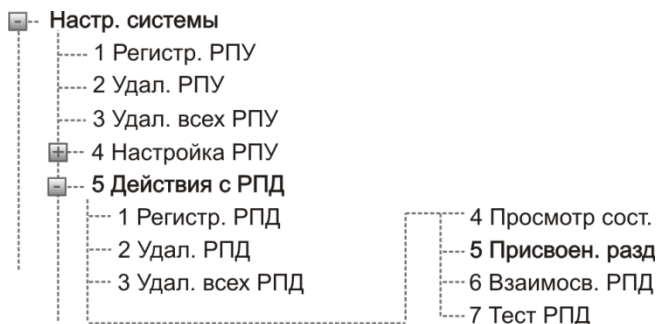 Настр. системы
1 Регистр. РПУ
2 Удал. РПУ
3 Удал. всех РПУ
4 Настройка РПУ
5 Действия с РПД
1 Регистр. РПД
2 Удал. РПД
3 Удал. всех РПД
4 Просмотр сост.
5 Присвоен. разд
6 Взаимосв. РПД
7 Тест РПД